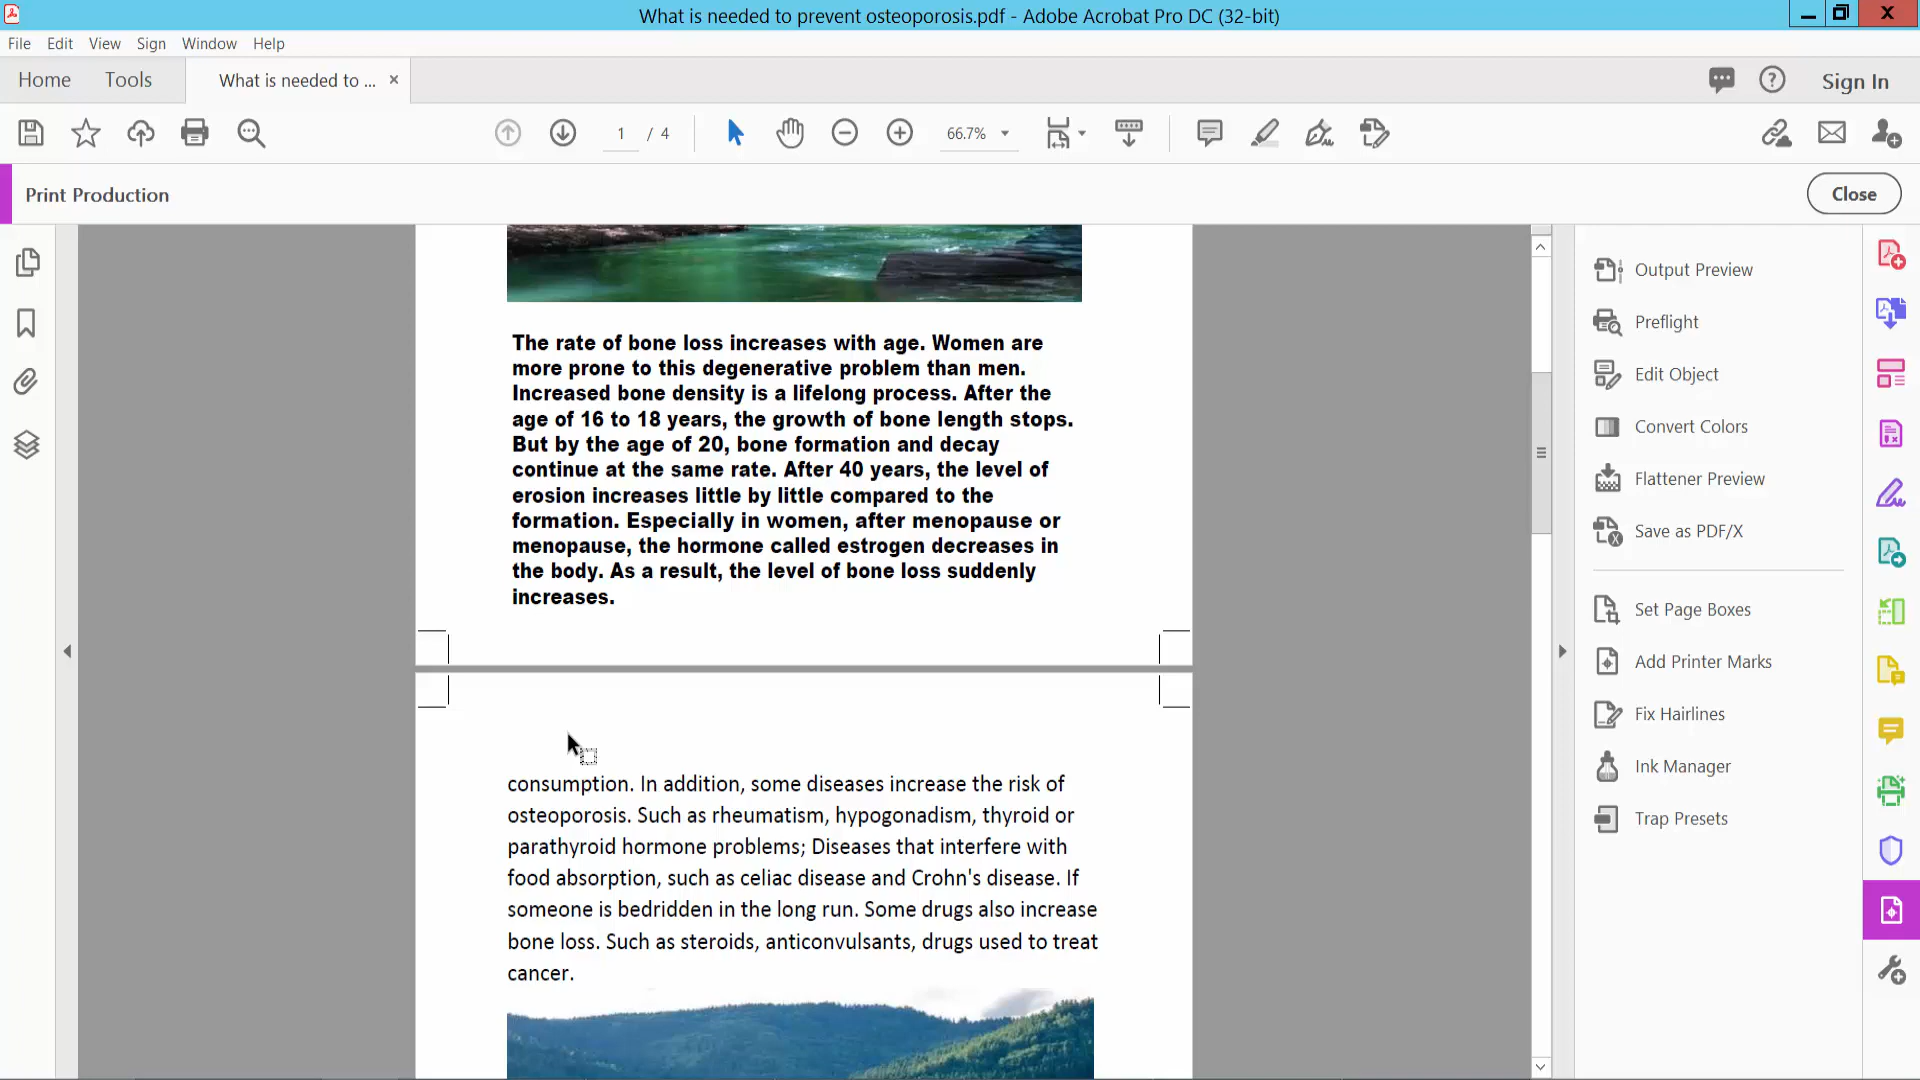 What is needed to prevent osteoporosis.pdf - Adobe Acrobat Pro DC (32-bit)
File Edit View Sign Window Help
Home Tools What is needed to ... × Sign In
1 / 4 66.7%
Print Production Close
The rate of bone loss increases with age. Women are
more prone to this degenerative problem than men.
Increased bone density is a lifelong process. After the
age of 16 to 18 years, the growth of bone length stops.
But by the age of 20, bone formation and decay
continue at the same rate. After 40 years, the level of
erosion increases little by little compared to the
formation. Especially in women, after menopause or
menopause, the hormone called estrogen decreases in
the body. As a result, the level of bone loss suddenly
increases.
consumption. In addition, some diseases increase the risk of
osteoporosis. Such as rheumatism, hypogonadism, thyroid or
parathyroid hormone problems; Diseases that interfere with
food absorption, such as celiac disease and Crohn's disease. If
someone is bedridden in the long run. Some drugs also increase
bone loss. Such as steroids, anticonvulsants, drugs used to treat
cancer.
Output Preview
Preflight
Edit Object
Convert Colors
Flattener Preview
Save as PDF/X
Set Page Boxes
Add Printer Marks
Fix Hairlines
Ink Manager
Trap Presets